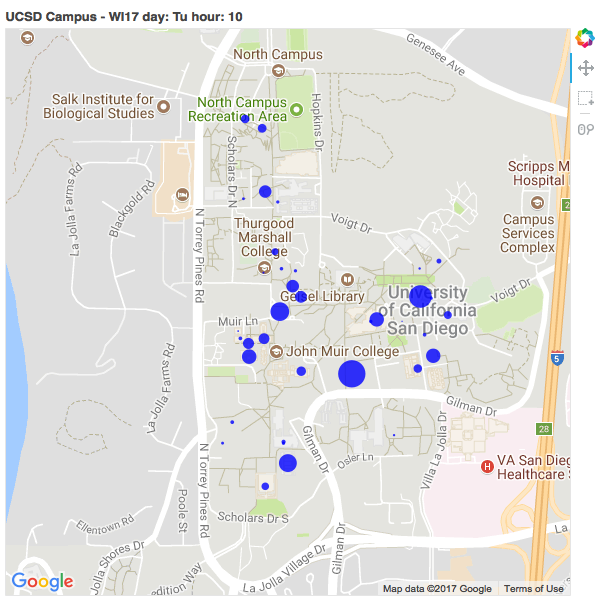 UCSD Campus - WI17 day: Tu hour: 10
Genesee Ave
North Campus
Salk Institute for
Biological Studies
North Campus
Recreation Area
Hopkins Dr
Scholars Dr N
La Jolla Farms Rd
Blackgold Rd
Scripps M
Hospital
2
N Torrey Pines Rd
Voigt Dr
Thurgood
Marshall
College
Campus
Services
Complex
Geisel Library
University
of California
San Diego
Voigt Dr
Muir Ln
John Muir College
5
La Jolla Farms Rd
Gilman Dr
28
N Torrey Pines Rd
Gilman Dr
Osler Ln
Villa La Jolla Dr
H
VA San Dieg
Healthcare S
Poole St
Ellentown Rd
Scholars Dr S
La
La Jolla Shores Dr
Gilman Dr
La Jolla Village Dr
edition Way
Google
Map data ©2017 Google
Terms of Use